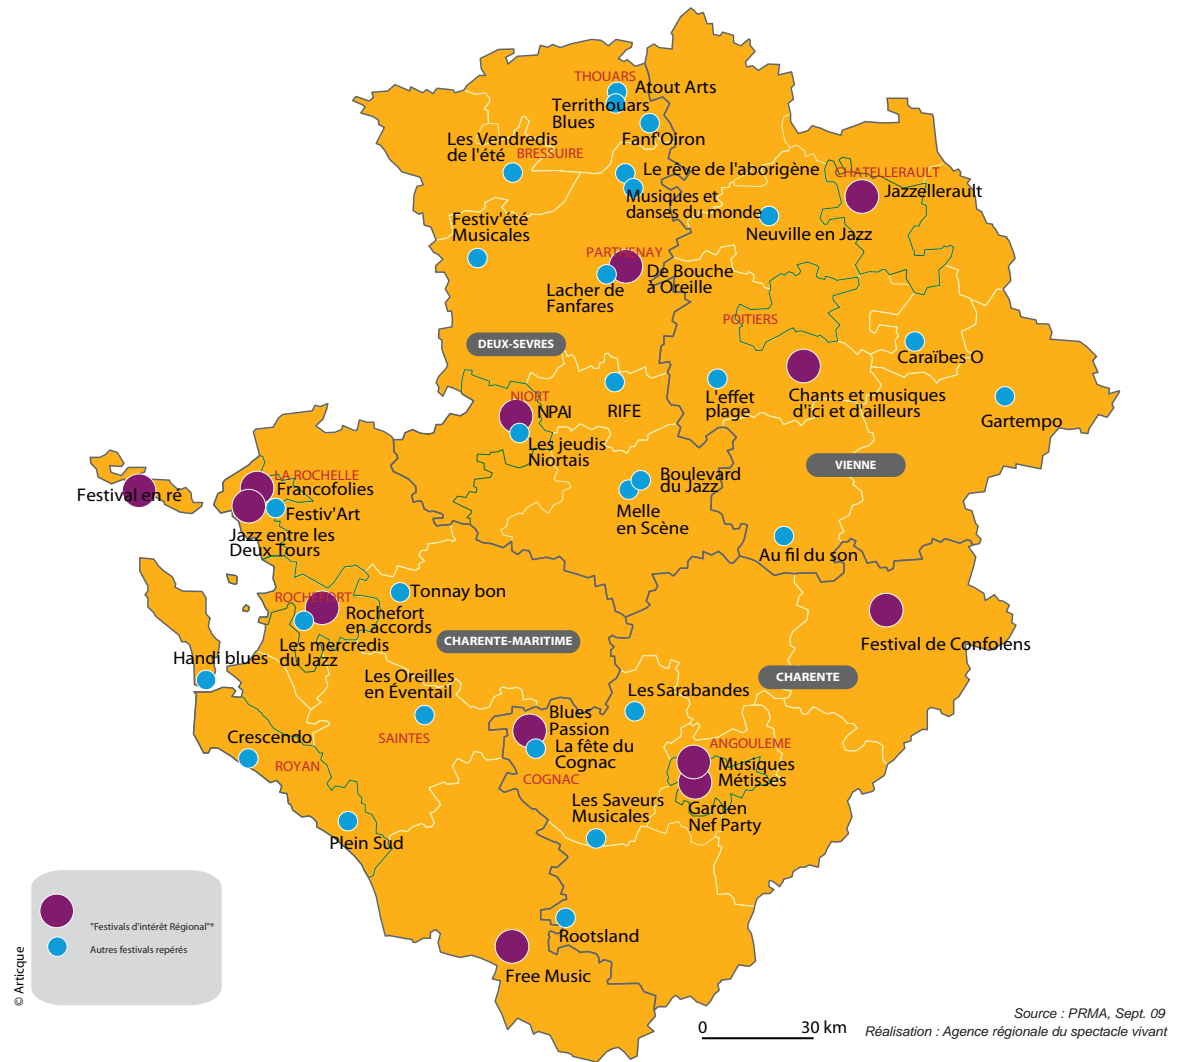 THOUARS
Atout Arts
Territhouars
Blues
Fanf'Oiron
Les Vendredis
de l'été
BRESSUIRE
Le rêve de l'aborigène
Musiques et
danses du monde
CHATELLERAULT
Jazzellerault
Neuville en Jazz
Festiv'été
Musicales
PARTHENAY
De Bouche
à Oreille
Lacher de
Fanfares
POITIERS
DEUX-SEVRES
Caraïbes O
Chants et musiques
d'ici et d'ailleurs
L'effet
plage
RIFE
Gartempo
NIORT
NPAI
Les jeudis
Niortais
VIENNE
Boulevard
du Jazz
Melle
en Scène
LA ROCHELLE
Francofolies
Festival en ré
Festiv'Art
Jazz entre les
Deux Tours
Au fil du son
Tonnay bon
ROCHEFORT
Rochefort
en accords
Les mercredis
du Jazz
CHARENTE-MARITIME
Festival de Confolens
Handi blues
Les Oreilles
en Éventail
CHARENTE
Les Sarabandes
Blues
Passion
La fête du
Cognac
Crescendo
SAINTES
ROYAN
COGNAC
ANGOULEME
Musiques
Métisses
Garden
Nef Party
Les Saveurs
Musicales
Plein Sud
Rootsland
Free Music
"Festivals d'intérêt Régional"*
Autres festivals repérés
© Articque
0 30 km
Source : PRMA, Sept. 09
Réalisation : Agence régionale du spectacle vivant